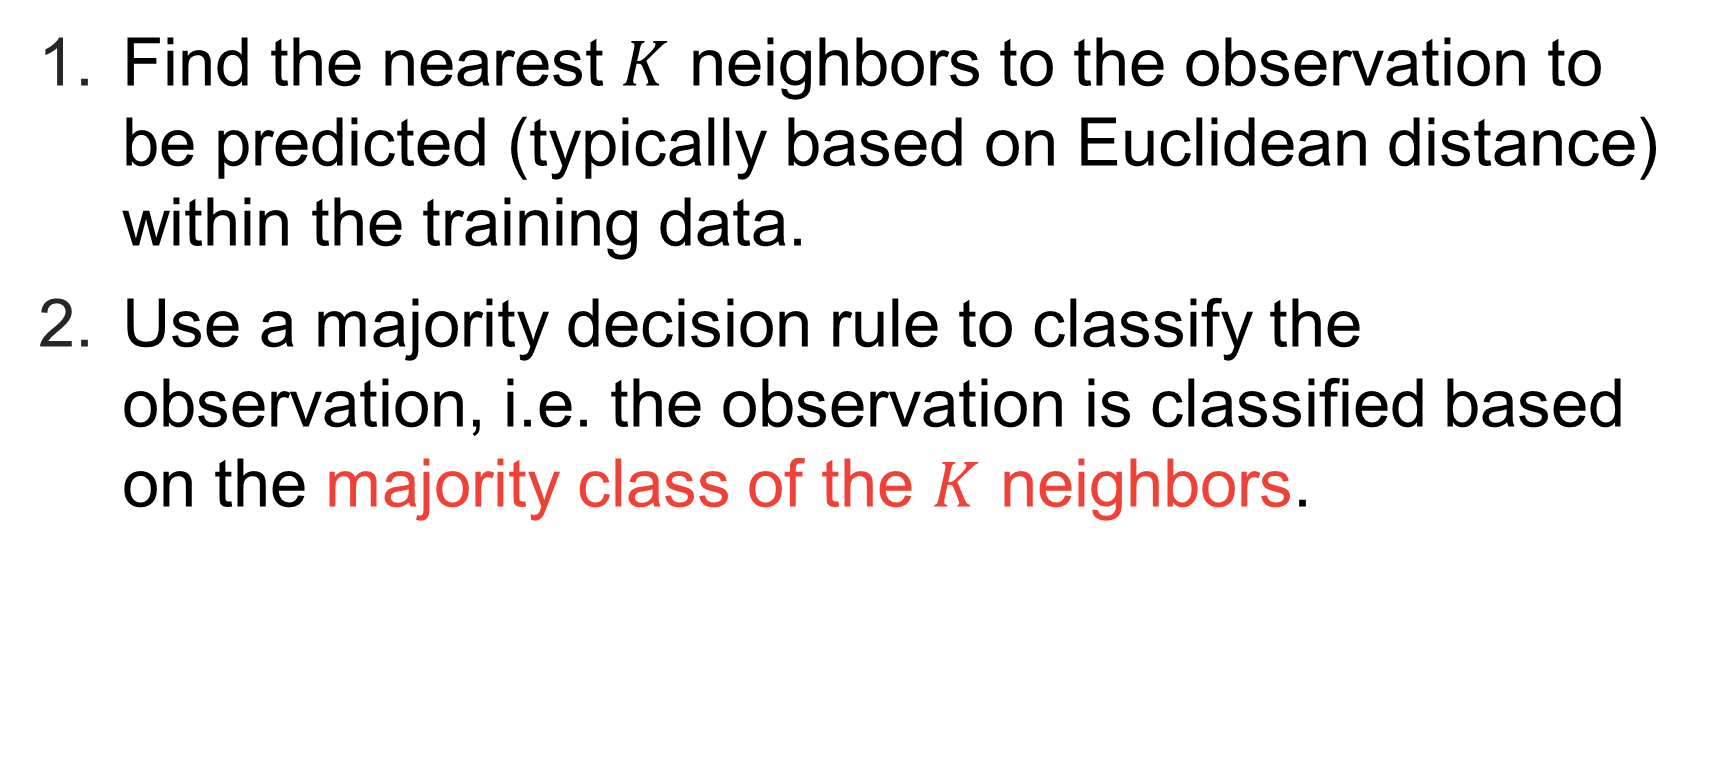 1. Find the nearest K neighbors to the observation to
be predicted (typically based on Euclidean distance)
within the training data.
2. Use a majority decision rule to classify the
observation, i.e. the observation is classified based
on the majority class of the K neighbors.